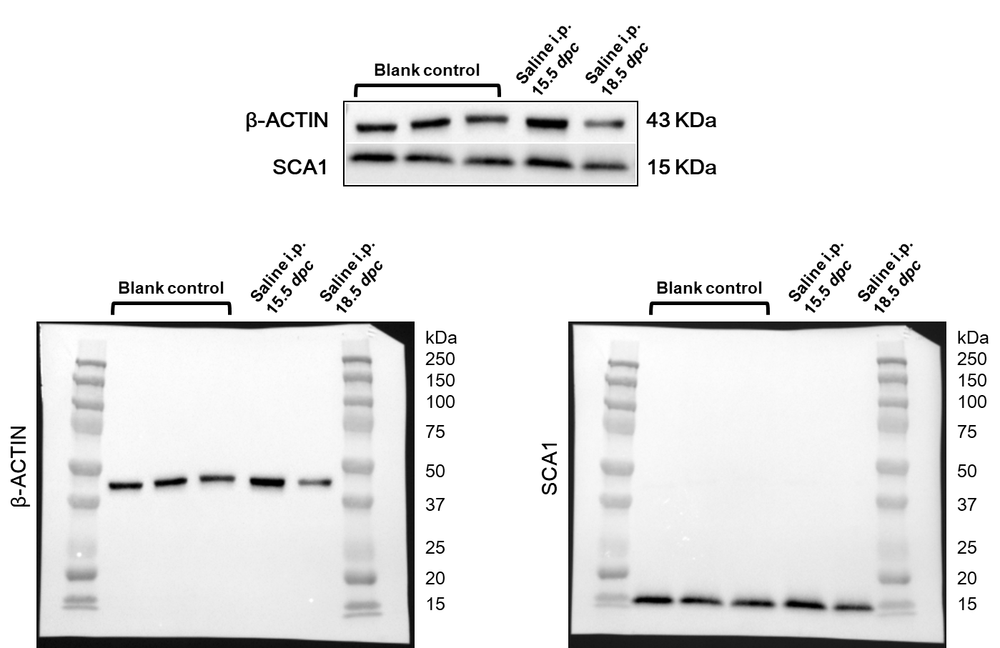 Blank control
Saline i.p.
15.5 dpc
Saline i.p.
18.5 dpc
β-ACTIN
43 KDa
SCA1
15 KDa
Blank control
Saline i.p.
15.5 dpc
Saline i.p.
18.5 dpc
β-ACTIN
kDa
250
150
100
75
50
37
25
20
15
Blank control
Saline i.p.
15.5 dpc
Saline i.p.
18.5 dpc
SCA1
kDa
250
150
100
75
50
37
25
20
15